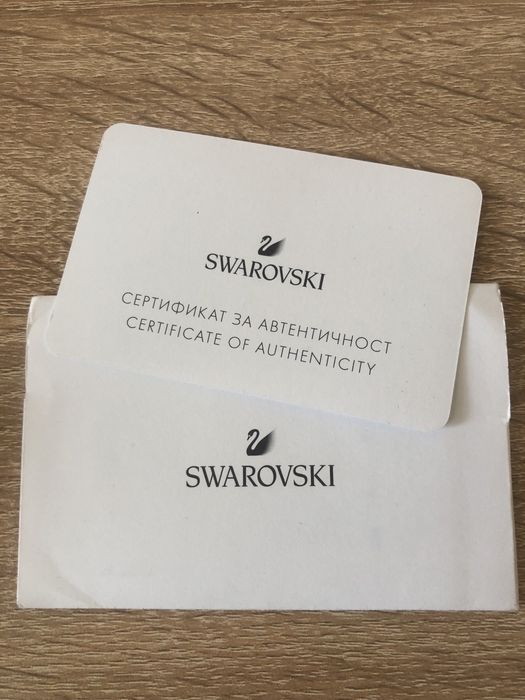 SWAROVSKI
СЕРТИФИКАТ ЗА АВТЕНТИЧНОСТ
CERTIFICATE OF AUTHENTICITY
SWAROVSKI